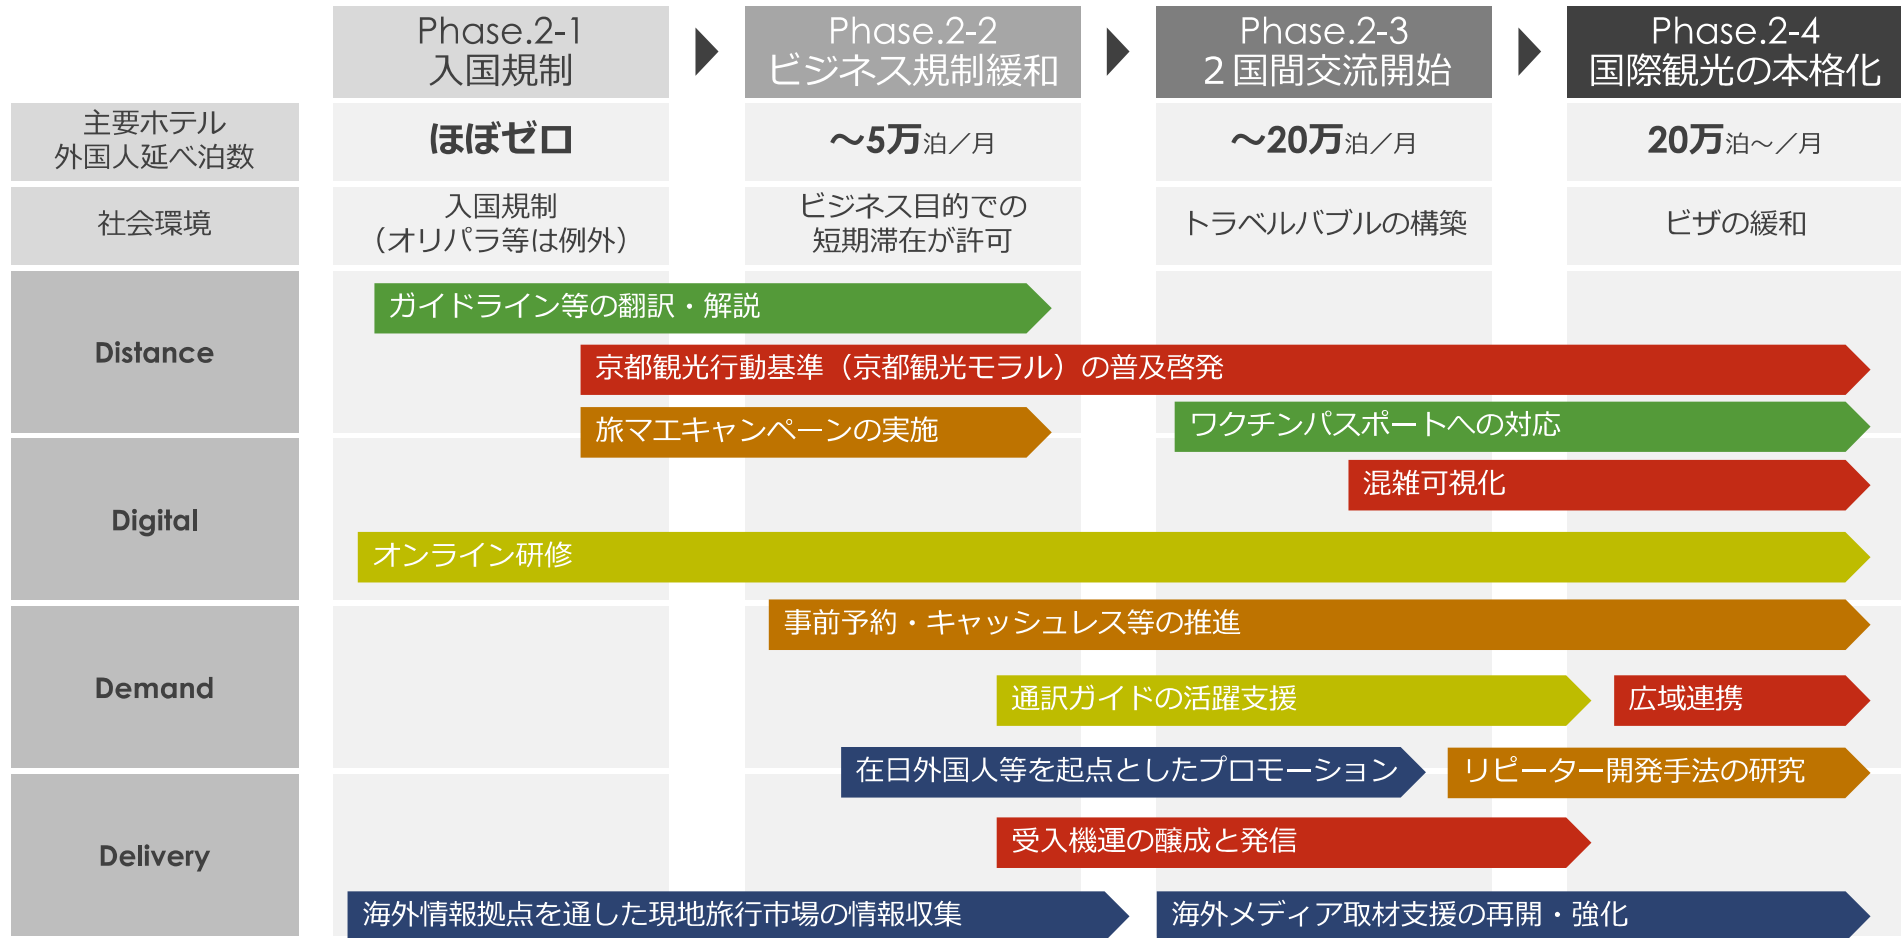 Phase.2-1
入国規制
Phase.2-2
ビジネス規制緩和
Phase.2-3
２国間交流開始
Phase.2-4
国際観光の本格化
主要ホテル
外国人延べ泊数
ほぼゼロ
～5万泊／月
～20万泊／月
20万泊～／月
社会環境
入国規制
（オリパラ等は例外）
ビジネス目的での
短期滞在が許可
トラベルバブルの構築
ビザの緩和
Distance
ガイドライン等の翻訳・解説
京都観光行動基準（京都観光モラル）の普及啓発
旅マエキャンペーンの実施
ワクチンパスポートへの対応
Digital
混雑可視化
オンライン研修
Demand
事前予約・キャッシュレス等の推進
通訳ガイドの活躍支援
広域連携
在日外国人等を起点としたプロモーション
リピーター開発手法の研究
Delivery
受入機運の醸成と発信
海外情報拠点を通した現地旅行市場の情報収集
海外メディア取材支援の再開・強化